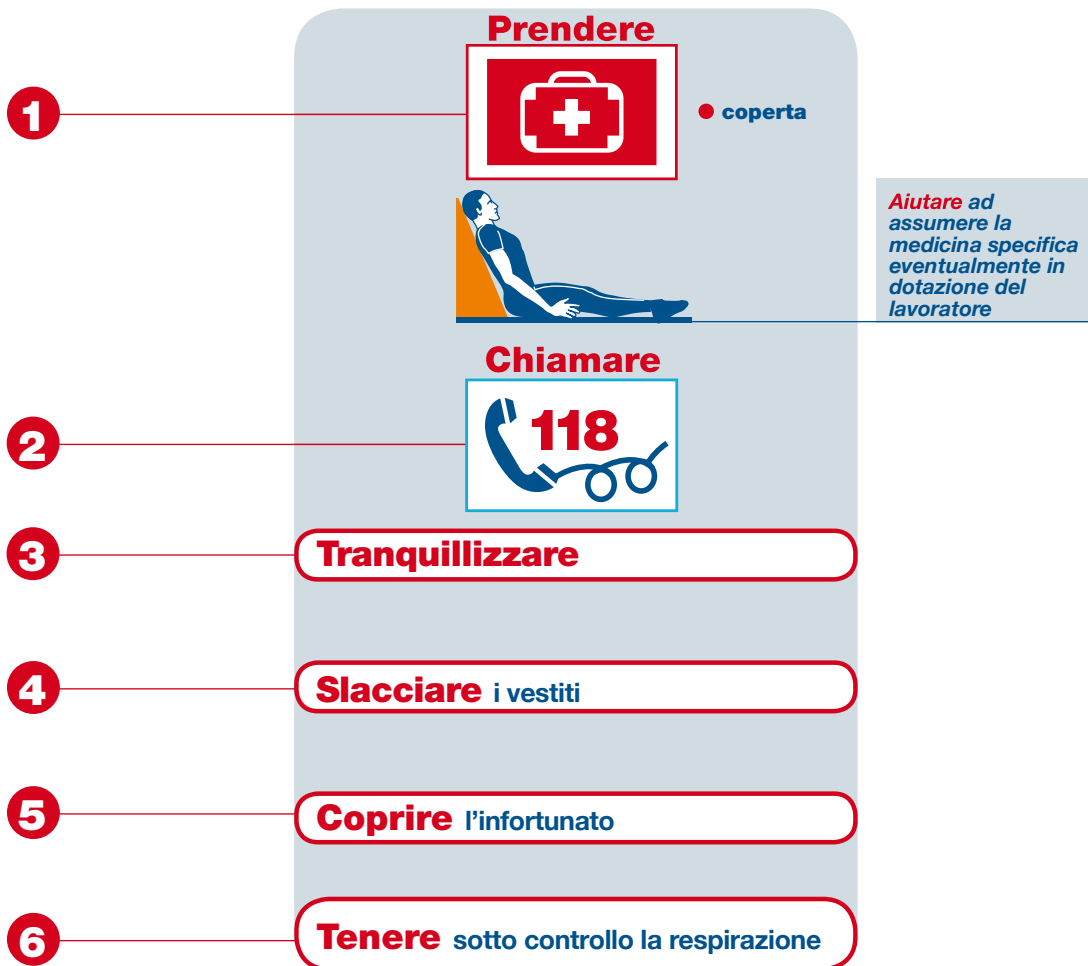 Prendere
1
coperta
Aiutare ad
assumere la
medicina specifica
eventualmente in
dotazione del
lavoratore
Chiamare
2
118
3
Tranquillizzare
4
Slacciare i vestiti
5
Coprire l'infortunato
6
Tenere sotto controllo la respirazione